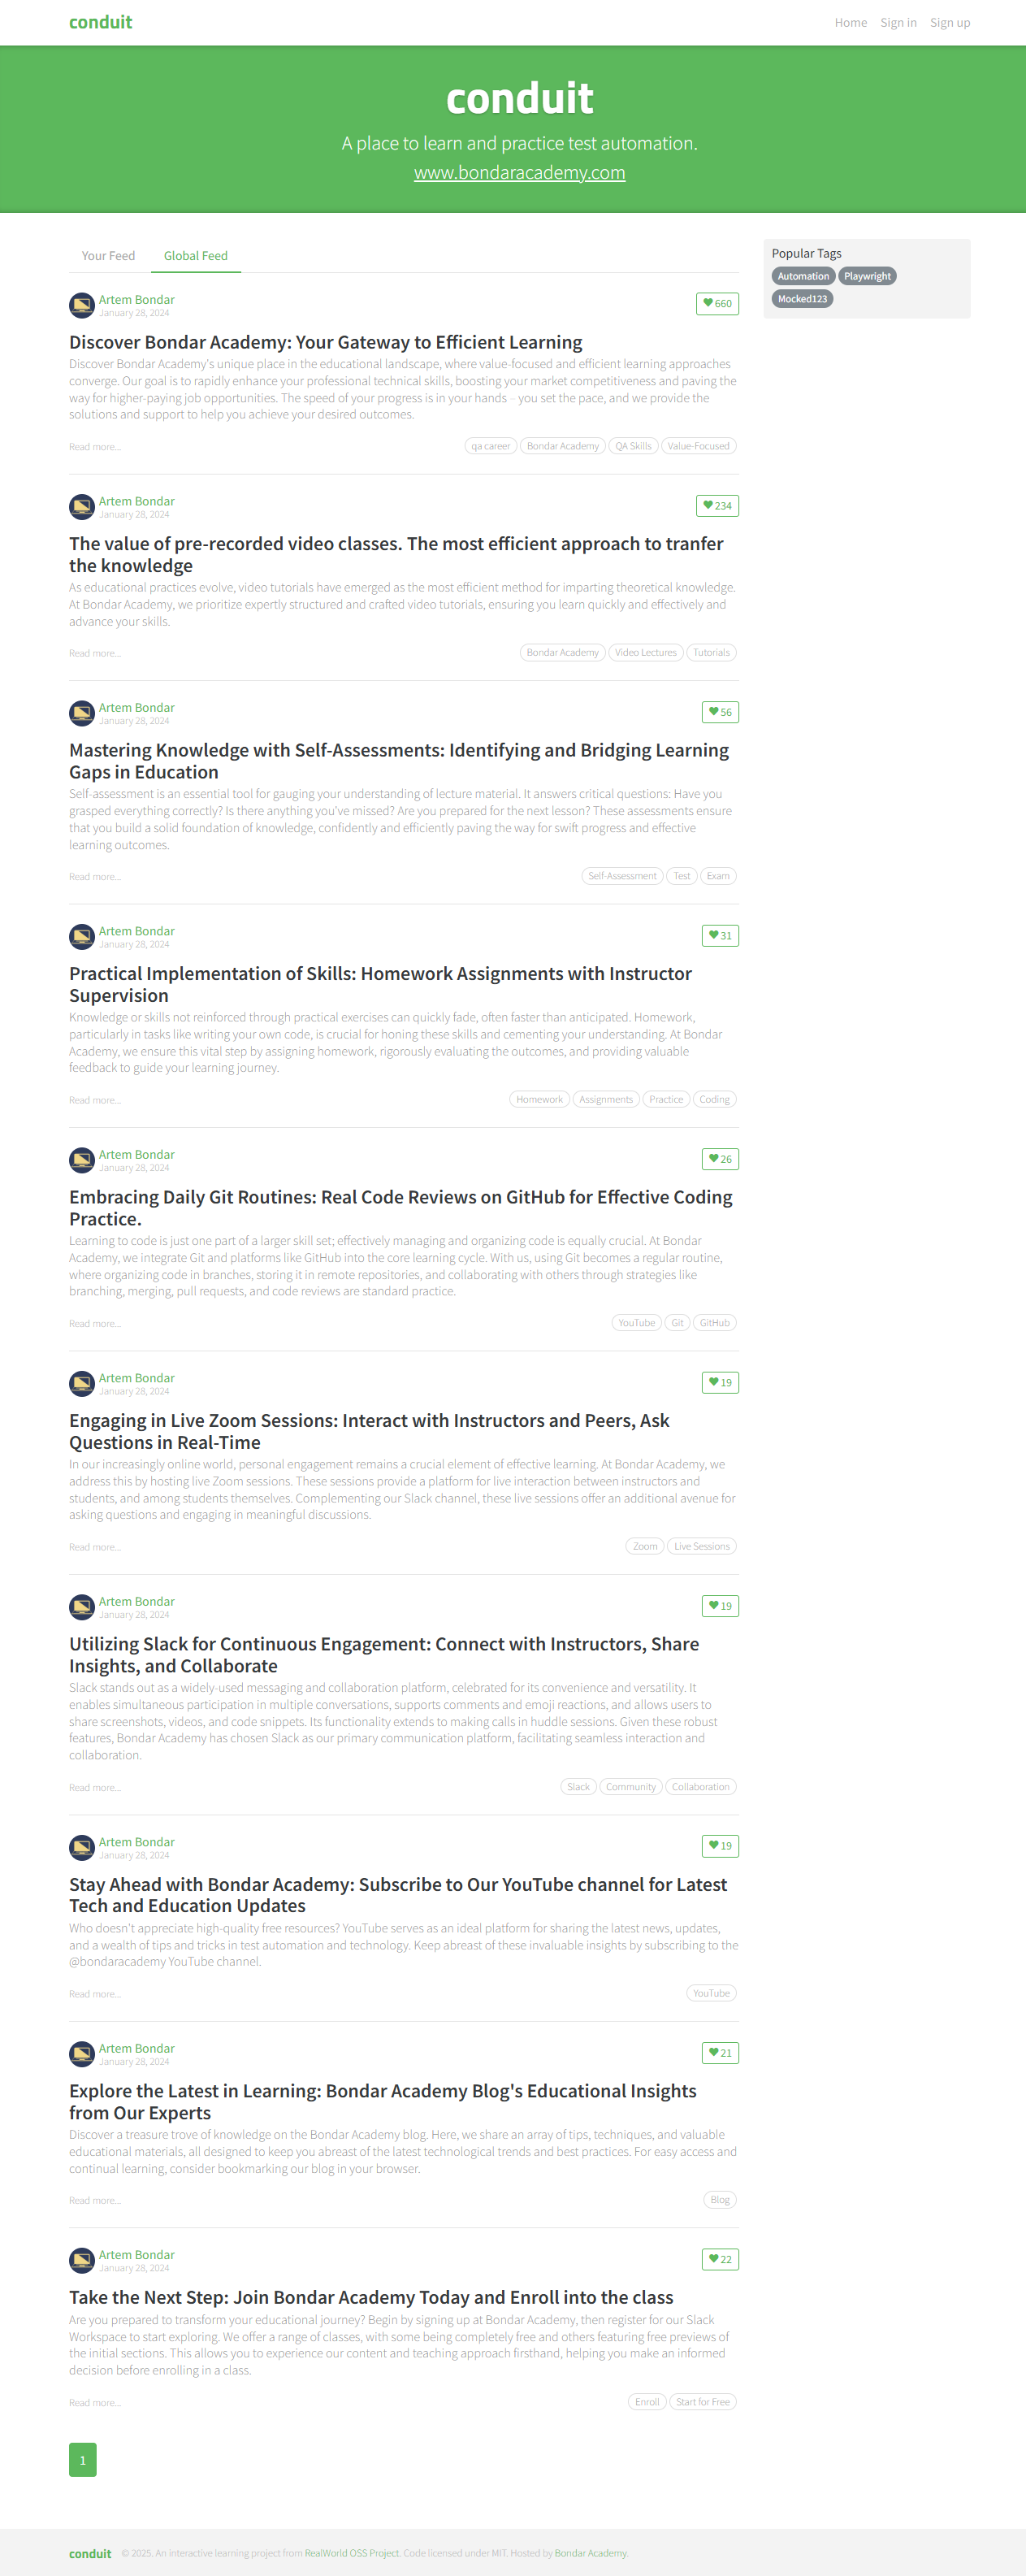 conduit
Home Sign in Sign up
conduit
A place to learn and practice test automation.
www.bondaracademy.com
Your Feed Global Feed
Artem Bondar
January 28, 2024
660
Discover Bondar Academy: Your Gateway to Efficient Learning
Discover Bondar Academy's unique place in the educational landscape, where value-focused and efficient learning approaches
converge. Our goal is to rapidly enhance your professional technical skills, boosting your market competitiveness and paving the
way for higher-paying job opportunities. The speed of your progress is in your hands – you set the pace, and we provide the
solutions and support to help you achieve your desired outcomes.
Read more... qa career Bondar Academy QA Skills Value-Focused
Artem Bondar
January 28, 2024
234
The value of pre-recorded video classes. The most efficient approach to tranfer
the knowledge
As educational practices evolve, video tutorials have emerged as the most efficient method for imparting theoretical knowledge.
At Bondar Academy, we prioritize expertly structured and crafted video tutorials, ensuring you learn quickly and effectively and
advance your skills.
Read more... Bondar Academy Video Lectures Tutorials
Artem Bondar
January 28, 2024
56
Mastering Knowledge with Self-Assessments: Identifying and Bridging Learning
Gaps in Education
Self-assessment is an essential tool for gauging your understanding of lecture material. It answers critical questions: Have you
grasped everything correctly? Is there anything you've missed? Are you prepared for the next lesson? These assessments ensure
that you build a solid foundation of knowledge, confidently and efficiently paving the way for swift progress and effective
learning outcomes.
Read more... Self-Assessment Test Exam
Artem Bondar
January 28, 2024
31
Practical Implementation of Skills: Homework Assignments with Instructor
Supervision
Knowledge or skills not reinforced through practical exercises can quickly fade, often faster than anticipated. Homework,
particularly in tasks like writing your own code, is crucial for honing these skills and cementing your understanding. At Bondar
Academy, we ensure this vital step by assigning homework, rigorously evaluating the outcomes, and providing valuable
feedback to guide your learning journey.
Read more... Homework Assignments Practice Coding
Artem Bondar
January 28, 2024
26
Embracing Daily Git Routines: Real Code Reviews on GitHub for Effective Coding
Practice.
Learning to code is just one part of a larger skill set; effectively managing and organizing code is equally crucial. At Bondar
Academy, we integrate Git and platforms like GitHub into the core learning cycle. With us, using Git becomes a regular routine,
where organizing code in branches, storing it in remote repositories, and collaborating with others through strategies like
branching, merging, pull requests, and code reviews are standard practice.
Read more... YouTube Git GitHub
Artem Bondar
January 28, 2024
19
Engaging in Live Zoom Sessions: Interact with Instructors and Peers, Ask
Questions in Real-Time
In our increasingly online world, personal engagement remains a crucial element of effective learning. At Bondar Academy, we
address this by hosting live Zoom sessions. These sessions provide a platform for live interaction between instructors and
students, and among students themselves. Complementing our Slack channel, these live sessions offer an additional avenue for
asking questions and engaging in meaningful discussions.
Read more... Zoom Live Sessions
Artem Bondar
January 28, 2024
19
Utilizing Slack for Continuous Engagement: Connect with Instructors, Share
Insights, and Collaborate
Slack stands out as a widely-used messaging and collaboration platform, celebrated for its convenience and versatility. It
enables simultaneous participation in multiple conversations, supports comments and emoji reactions, and allows users to
share screenshots, videos, and code snippets. Its functionality extends to making calls in huddle sessions. Given these robust
features, Bondar Academy has chosen Slack as our primary communication platform, facilitating seamless interaction and
collaboration.
Read more... Slack Community Collaboration
Artem Bondar
January 28, 2024
19
Stay Ahead with Bondar Academy: Subscribe to Our YouTube channel for Latest
Tech and Education Updates
Who doesn't appreciate high-quality free resources? YouTube serves as an ideal platform for sharing the latest news, updates,
and a wealth of tips and tricks in test automation and technology. Keep abreast of these invaluable insights by subscribing to the
@bondaracademy YouTube channel.
Read more... YouTube
Artem Bondar
January 28, 2024
21
Explore the Latest in Learning: Bondar Academy Blog's Educational Insights
from Our Experts
Discover a treasure trove of knowledge on the Bondar Academy blog. Here, we share an array of tips, techniques, and valuable
educational materials, all designed to keep you abreast of the latest technological trends and best practices. For easy access and
continual learning, consider bookmarking our blog in your browser.
Read more... Blog
Artem Bondar
January 28, 2024
22
Take the Next Step: Join Bondar Academy Today and Enroll into the class
Are you prepared to transform your educational journey? Begin by signing up at Bondar Academy, then register for our Slack
Workspace to start exploring. We offer a range of classes, with some being completely free and others featuring free previews of
the initial sections. This allows you to experience our content and teaching approach firsthand, helping you make an informed
decision before enrolling in a class.
Read more... Enroll Start for Free
1
Popular Tags
Automation Playwright
Mocked123
conduit © 2025. An interactive learning project from RealWorld OSS Project. Code licensed under MIT. Hosted by Bondar Academy.